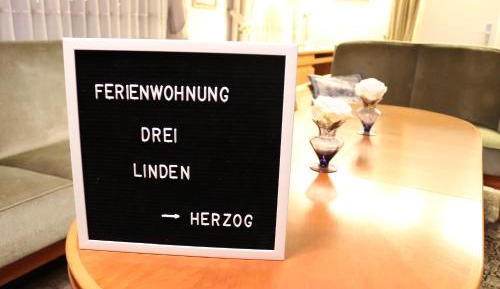 FERIENWOHNUNG
DREI
LINDEN
→ HERZOG